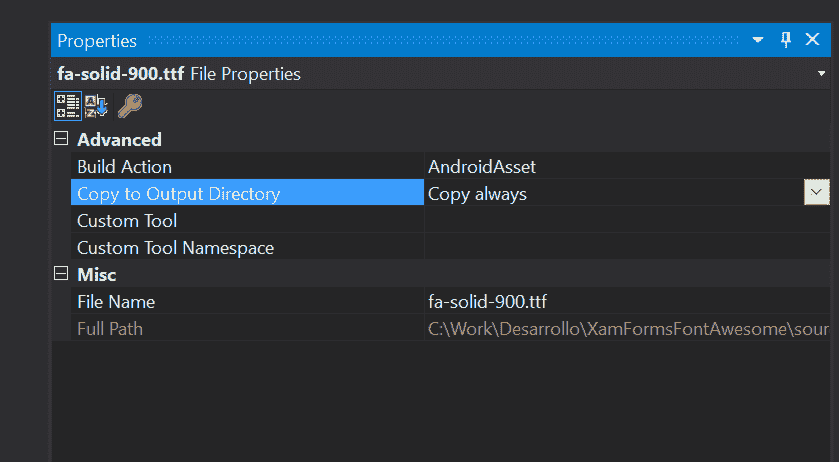 Properties
fa-solid-900.ttf File Properties
Advanced
Build Action AndroidAsset
Copy to Output Directory Copy always
Custom Tool
Custom Tool Namespace
Misc
File Name fa-solid-900.ttf
Full Path C:\Work\Desarrollo\XamFormsFontAwesome\sour